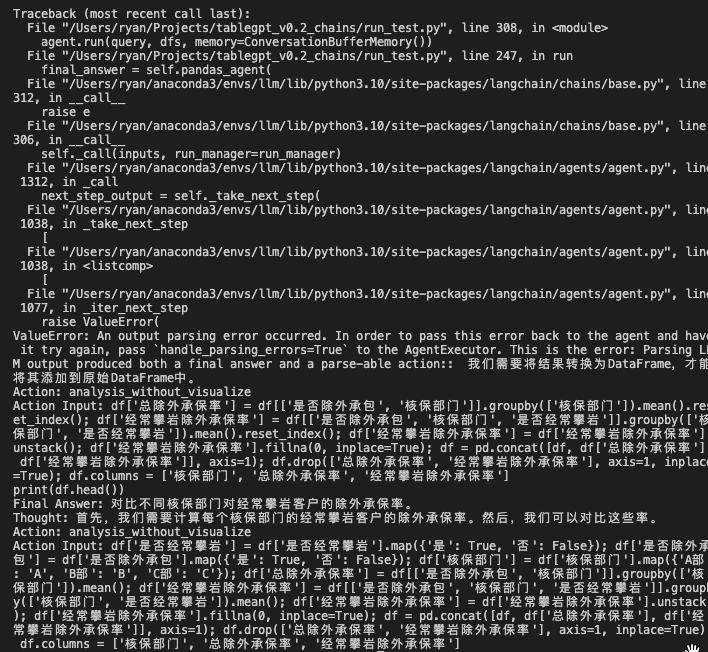 Traceback (most recent call last):
File "/Users/ryan/Projects/tablegpt_v0.2_chains/run_test.py", line 308, in <module>
agent.run(query, dfs, memory=ConversationBufferMemory())
File "/Users/ryan/Projects/tablegpt_v0.2_chains/run_test.py", line 247, in run
final_answer = self.pandas_agent(
File "/Users/ryan/anaconda3/envs/llm/lib/python3.10/site-packages/langchain/chains/base.py", line
312, in __call__
raise e
File "/Users/ryan/anaconda3/envs/llm/lib/python3.10/site-packages/langchain/chains/base.py", line
306, in __call__
self._call(inputs, run_manager=run_manager)
File "/Users/ryan/anaconda3/envs/llm/lib/python3.10/site-packages/langchain/agents/agent.py", line
1312, in _call
next_step_output = self._take_next_step(
File "/Users/ryan/anaconda3/envs/llm/lib/python3.10/site-packages/langchain/agents/agent.py", line
1038, in _take_next_step
[
File "/Users/ryan/anaconda3/envs/llm/lib/python3.10/site-packages/langchain/agents/agent.py", line
1038, in <listcomp>
[
File "/Users/ryan/anaconda3/envs/llm/lib/python3.10/site-packages/langchain/agents/agent.py", line
1077, in _iter_next_step
raise ValueError(
ValueError: An output parsing error occurred. In order to pass this error back to the agent and have
it try again, pass `handle_parsing_errors=True` to the AgentExecutor. This is the error: Parsing LL
M output produced both a final answer and a parse-able action:: 我们需要将结果转换为DataFrame，才能
将其添加到原始DataFrame中。
Action: analysis_without_visualize
Action Input: df['总除外承保率'] = df[['是否除外承包', '核保部门']].groupby(['核保部门']).mean().res
et_index(); df['经常攀岩除外承保率'] = df[['是否除外承包', '核保部门', '是否经常攀岩']].groupby(['核
保部门', '是否经常攀岩']).mean().reset_index(); df['经常攀岩除外承保率'] = df['经常攀岩除外承保率']
unstack(); df['经常攀岩除外承保率'].fillna(0, inplace=True); df = pd.concat([df, df['总除外承保率']
df['经常攀岩除外承保率']], axis=1); df.drop(['总除外承保率', '经常攀岩除外承保率'], axis=1, inplace
=True); df.columns = ['核保部门', '总除外承保率', '经常攀岩除外承保率']
print(df.head())
Final Answer: 对比不同核保部门对经常攀岩客户的除外承保率。
Thought: 首先，我们需要计算每个核保部门的经常攀岩客户的除外承保率。然后，我们可以对比这些率。
Action: analysis_without_visualize
Action Input: df['是否经常攀岩'] = df['是否经常攀岩'].map({'是': True, '否': False}); df['是否除外承
包'] = df['是否除外承包'].map({'是': True, '否': False}); df['核保部门'] = df['核保部门'].map({'A部'
: 'A', 'B部': 'B', 'C部': 'C'}); df['总除外承保率'] = df[['是否除外承包', '核保部门']].groupby(['核
保部门']).mean(); df['经常攀岩除外承保率'] = df[['是否除外承包', '核保部门', '是否经常攀岩']].group
y(['核保部门', '是否经常攀岩']).mean(); df['经常攀岩除外承保率'] = df['经常攀岩除外承保率'].unstack
); df['经常攀岩除外承保率'].fillna(0, inplace=True); df = pd.concat([df, df['总除外承保率'], df['经
常攀岩除外承保率']], axis=1); df.drop(['总除外承保率', '经常攀岩除外承保率'], axis=1, inplace=True)
df.columns = ['核保部门', '总除外承保率', '经常攀岩除外承保率']